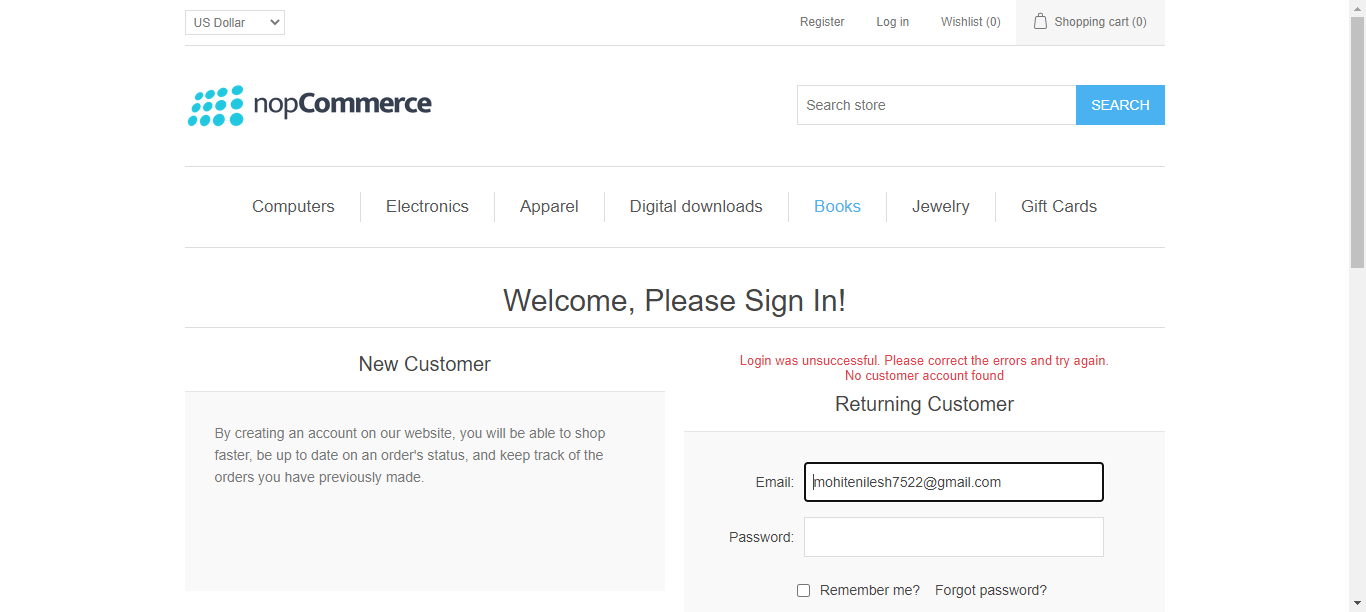 US Dollar
Register Log in Wishlist (0) Shopping cart (0)
nopCommerce
Search store SEARCH
Computers Electronics Apparel Digital downloads Books Jewelry Gift Cards
Welcome, Please Sign In!
New Customer
By creating an account on our website, you will be able to shop
faster, be up to date on an order's status, and keep track of the
orders you have previously made.
Login was unsuccessful. Please correct the errors and try again.
No customer account found
Returning Customer
Email: mohitenilesh7522@gmail.com
Password:
Remember me? Forgot password?